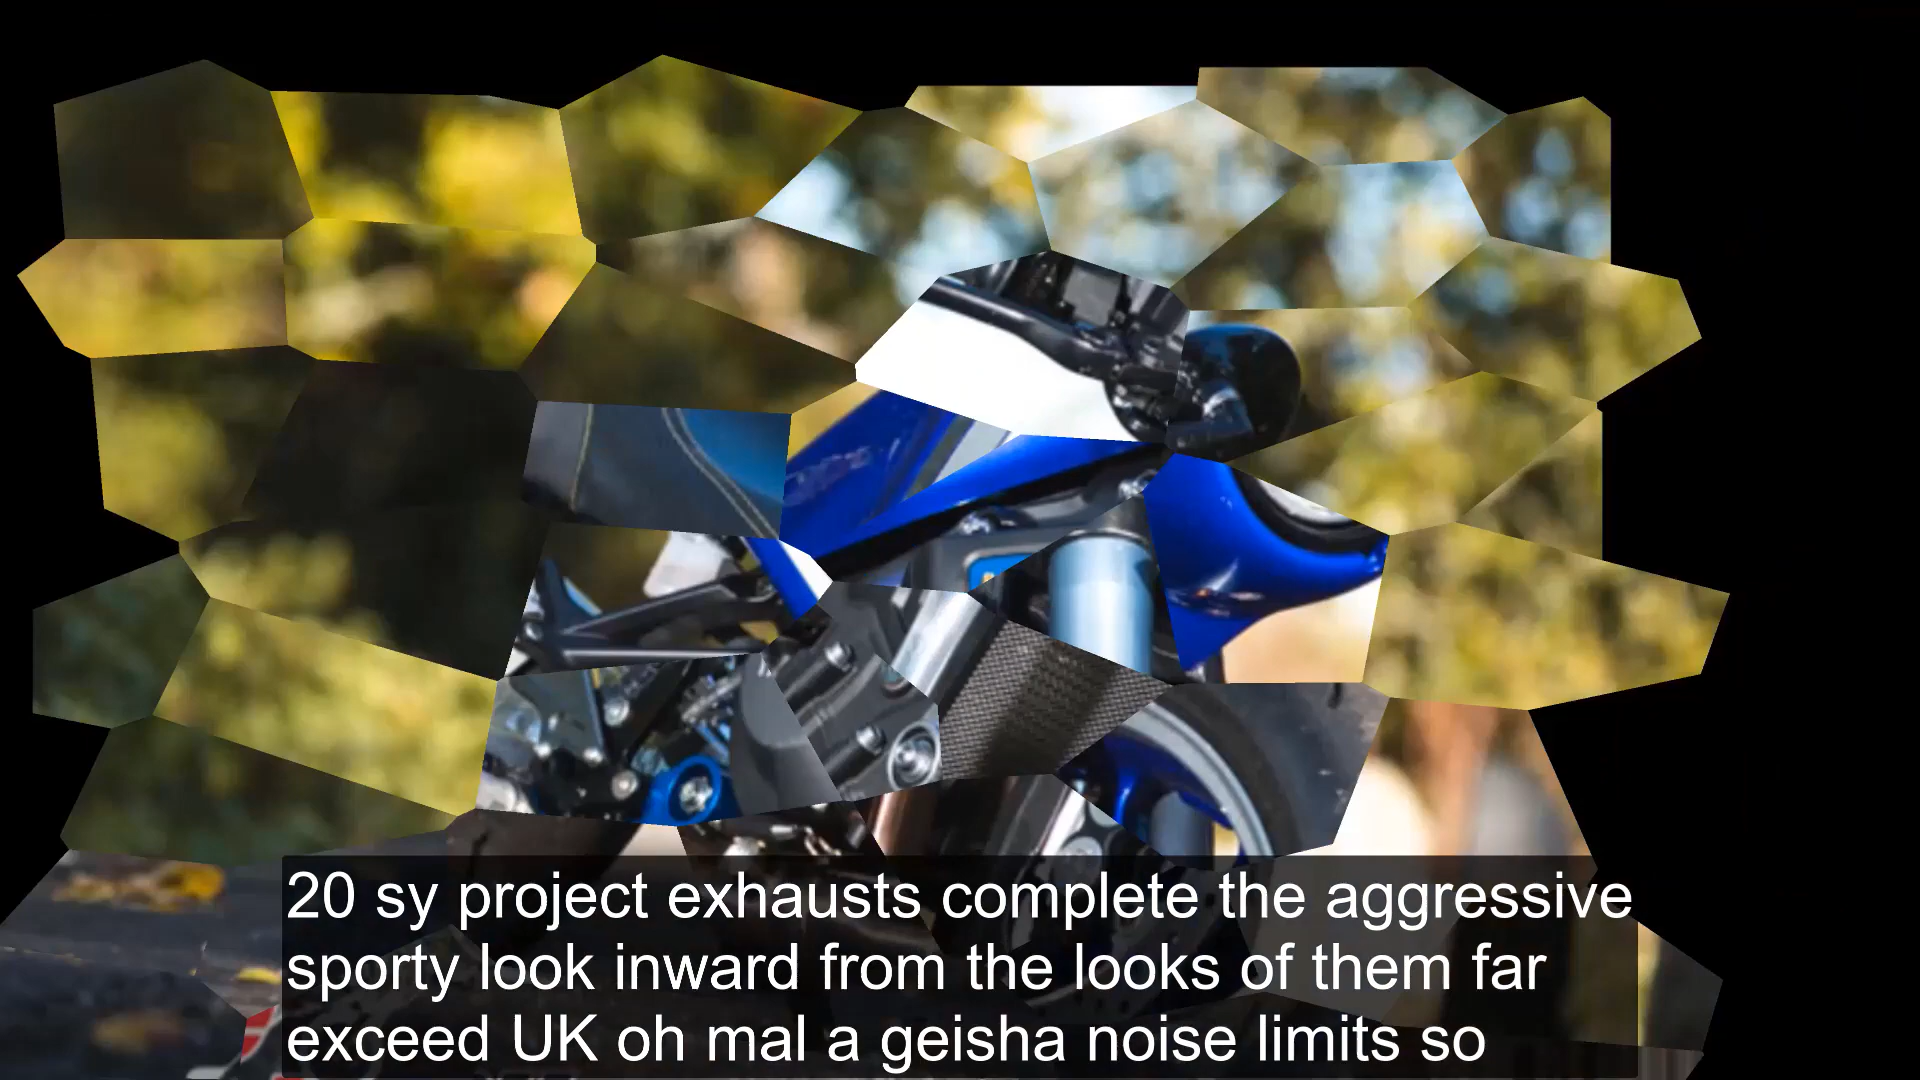 20 sy project exhausts complete the aggressive
sporty look inward from the looks of them far
exceed UK oh mal a geisha noise limits so